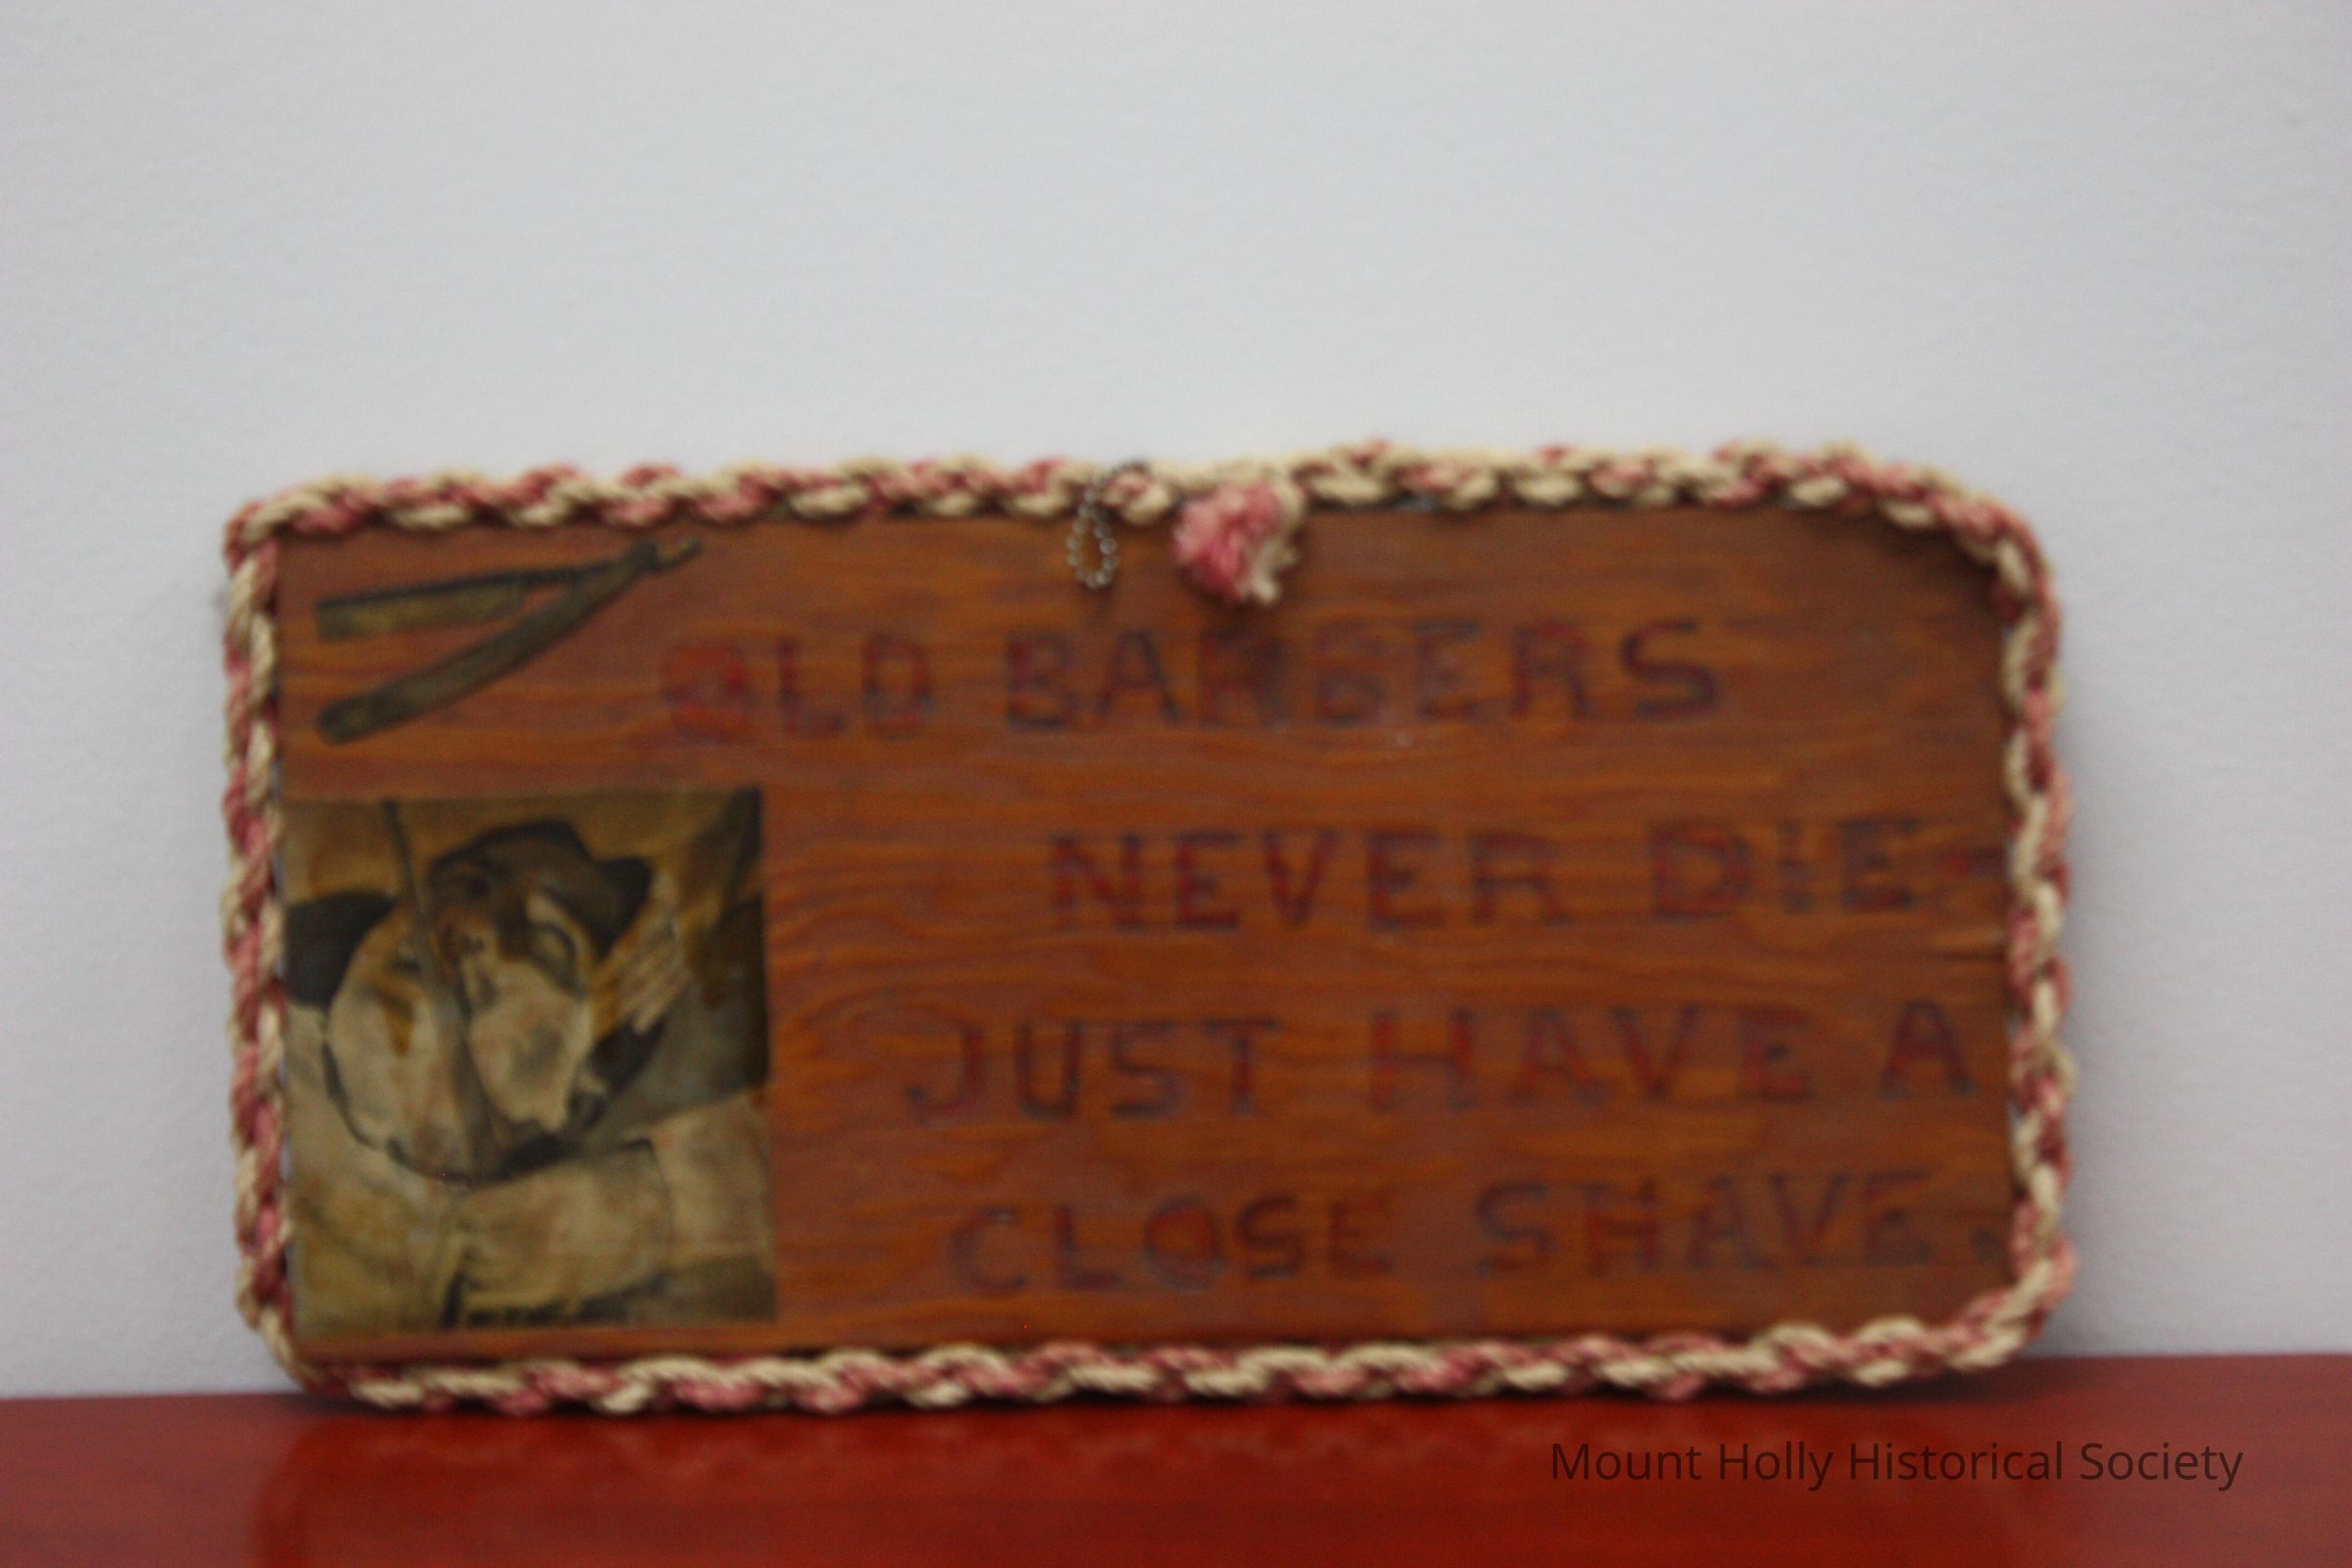 OLD BARBERS
NEVER DIE-
JUST HAVE A
CLOSE SHAVE.
Mount Holly Historical Society